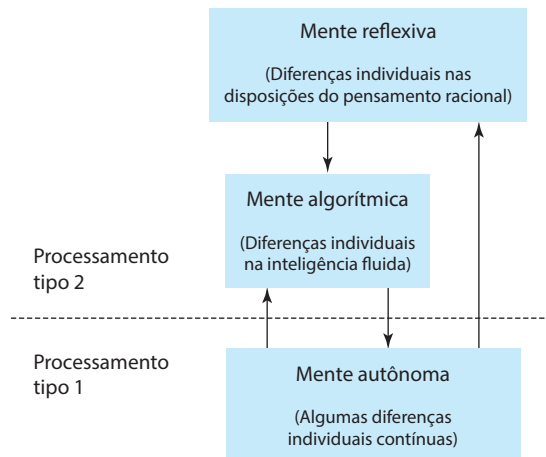 Mente reflexiva
(Diferenças individuais nas
disposições do pensamento racional)
Mente algorítmica
(Diferenças individuais
na inteligência fluida)
Processamento
tipo 2
Processamento
tipo 1
Mente autônoma
(Algumas diferenças
individuais contínuas)